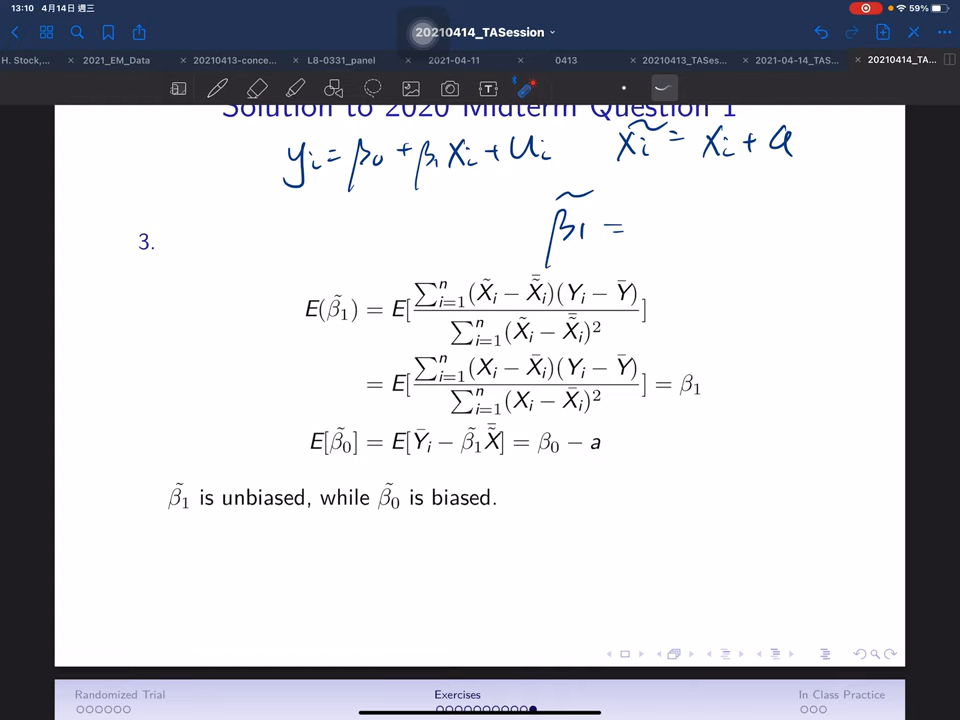 13:10 4月14日 週三
59%
20210414_TASession
H. Stock,... × 2021_EM_Data × 20210413-conce... × L8-0331_panel × 2021-04-11 × 0413 × 20210413_TASes... × 2021-04-14_TAS... × 20210414_TA...
Solution to 2020 Midterm Question 1
yᵢ = β₀ + β₁ xᵢ + uᵢ x̃ᵢ = xᵢ + a
β̃₁ =
3.
E(β̃₁) = E[ ∑ⁿᵢ₌₁(X̃ᵢ − X̃̄ᵢ)(Yᵢ − Ȳ) / ∑ⁿᵢ₌₁(X̃ᵢ − X̃̄ᵢ)² ]
= E[ ∑ⁿᵢ₌₁(Xᵢ − X̄ᵢ)(Yᵢ − Ȳ) / ∑ⁿᵢ₌₁(Xᵢ − X̄ᵢ)² ] = β₁
E[β̃₀] = E[Ȳᵢ − β̃₁X̃̄] = β₀ − a
β̃₁ is unbiased, while β̃₀ is biased.
Randomized Trial Exercises In Class Practice